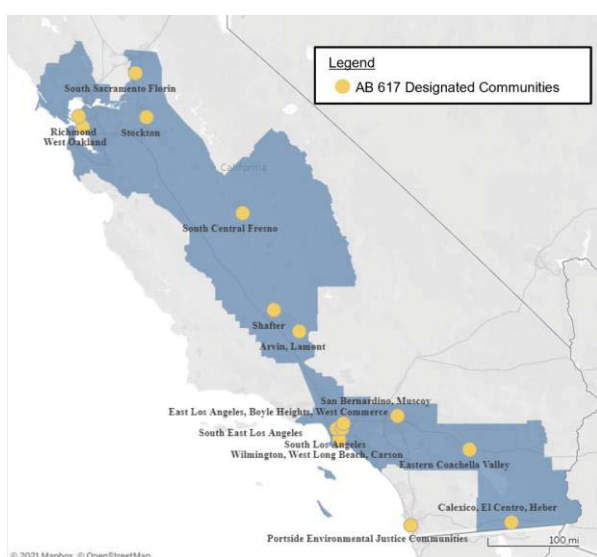 Legend
AB 617 Designated Communities
South Sacramento Florin
Richmond
West Oakland
Stockton
California
South Central Fresno
Shafter
Arvin, Lamont
San Bernardino, Muscoy
East Los Angeles, Boyle Heights, West Commerce
South East Los Angeles
South Los Angeles
Wilmington, West Long Beach, Carson
Eastern Coachella Valley
Calexico, El Centro, Heber
Portside Environmental Justice Communities
100 mi
© 2021 Mapbox © OpenStreetMap